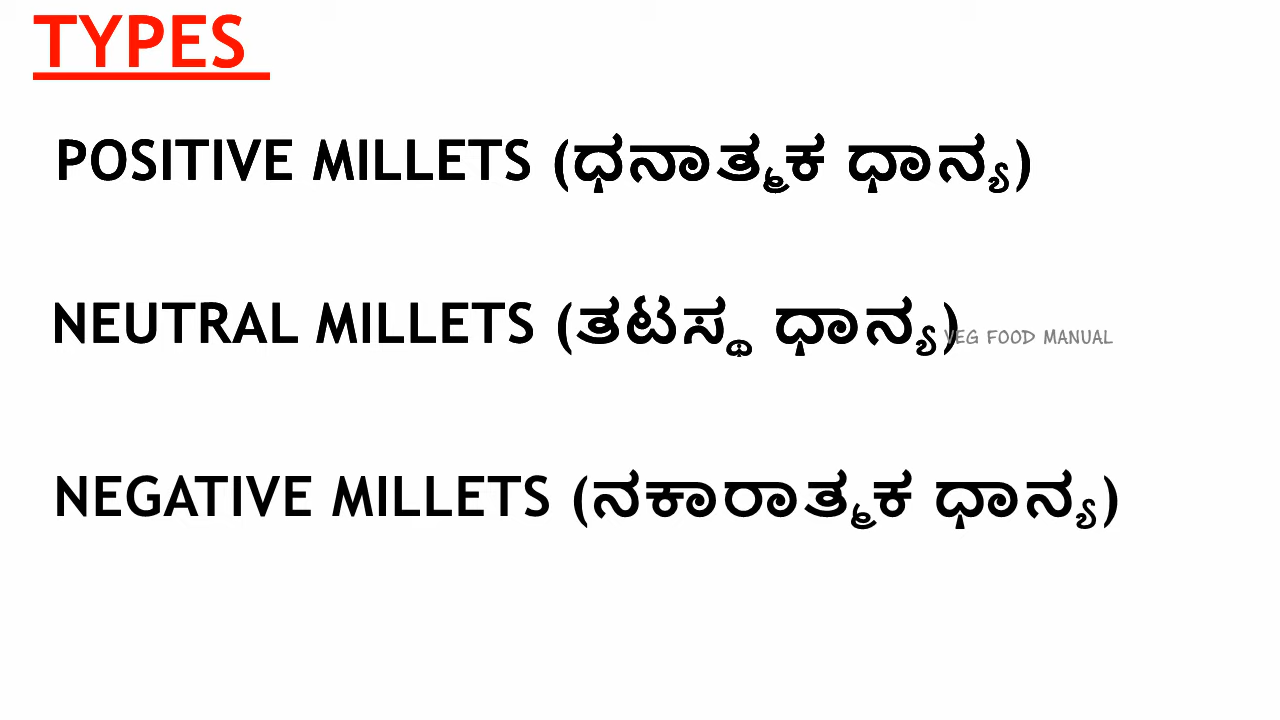 TYPES
POSITIVE MILLETS (ಧನಾತ್ಮಕ ಧಾನ್ಯ)
NEUTRAL MILLETS (ತಟಸ್ಥ ಧಾನ್ಯ)
VEG FOOD MANUAL
NEGATIVE MILLETS (ನಕಾರಾತ್ಮಕ ಧಾನ್ಯ)